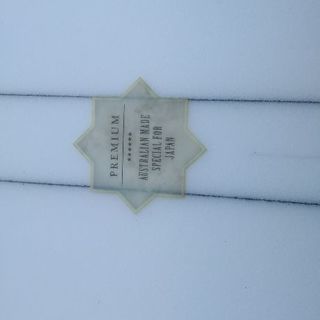 PREMIUM
★★★★★★
AUSTRALIAN MADE
SPECIAL FOR
JAPAN